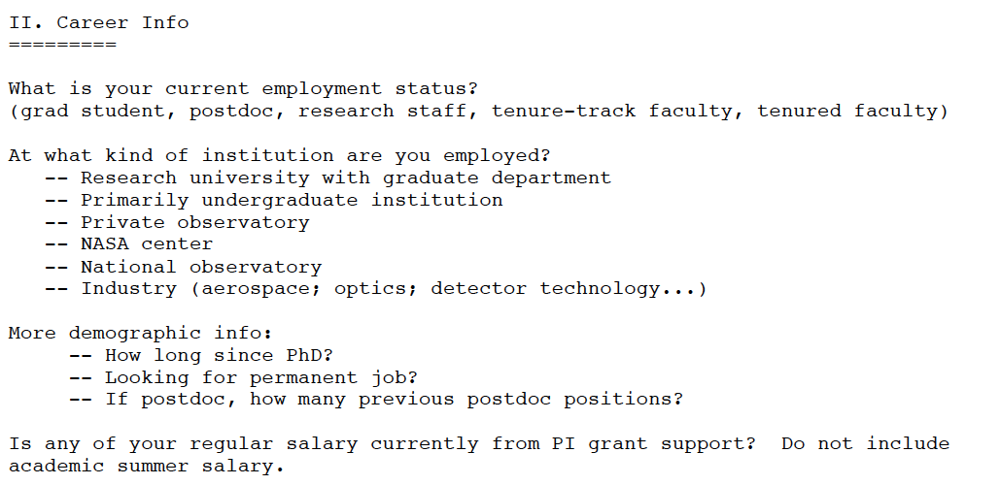 II. Career Info
=========
What is your current employment status?
(grad student, postdoc, research staff, tenure-track faculty, tenured faculty)
At what kind of institution are you employed?
-- Research university with graduate department
-- Primarily undergraduate institution
-- Private observatory
-- NASA center
-- National observatory
-- Industry (aerospace; optics; detector technology...)
More demographic info:
-- How long since PhD?
-- Looking for permanent job?
-- If postdoc, how many previous postdoc positions?
Is any of your regular salary currently from PI grant support?  Do not include
academic summer salary.